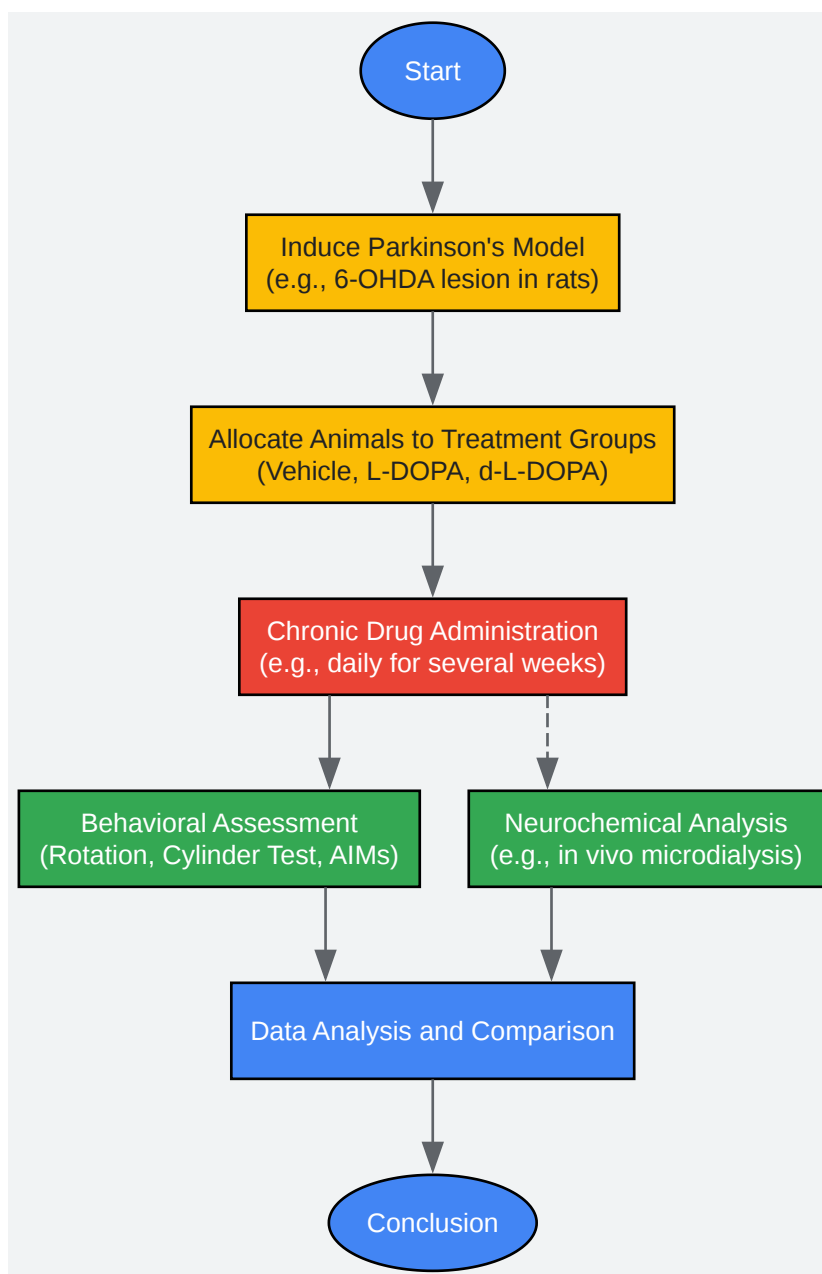 Start
Induce Parkinson's Model
(e.g., 6-OHDA lesion in rats)
Allocate Animals to Treatment Groups
(Vehicle, L-DOPA, d-L-DOPA)
Chronic Drug Administration
(e.g., daily for several weeks)
Behavioral Assessment
(Rotation, Cylinder Test, AIMs)
Neurochemical Analysis
(e.g., in vivo microdialysis)
Data Analysis and Comparison
Conclusion